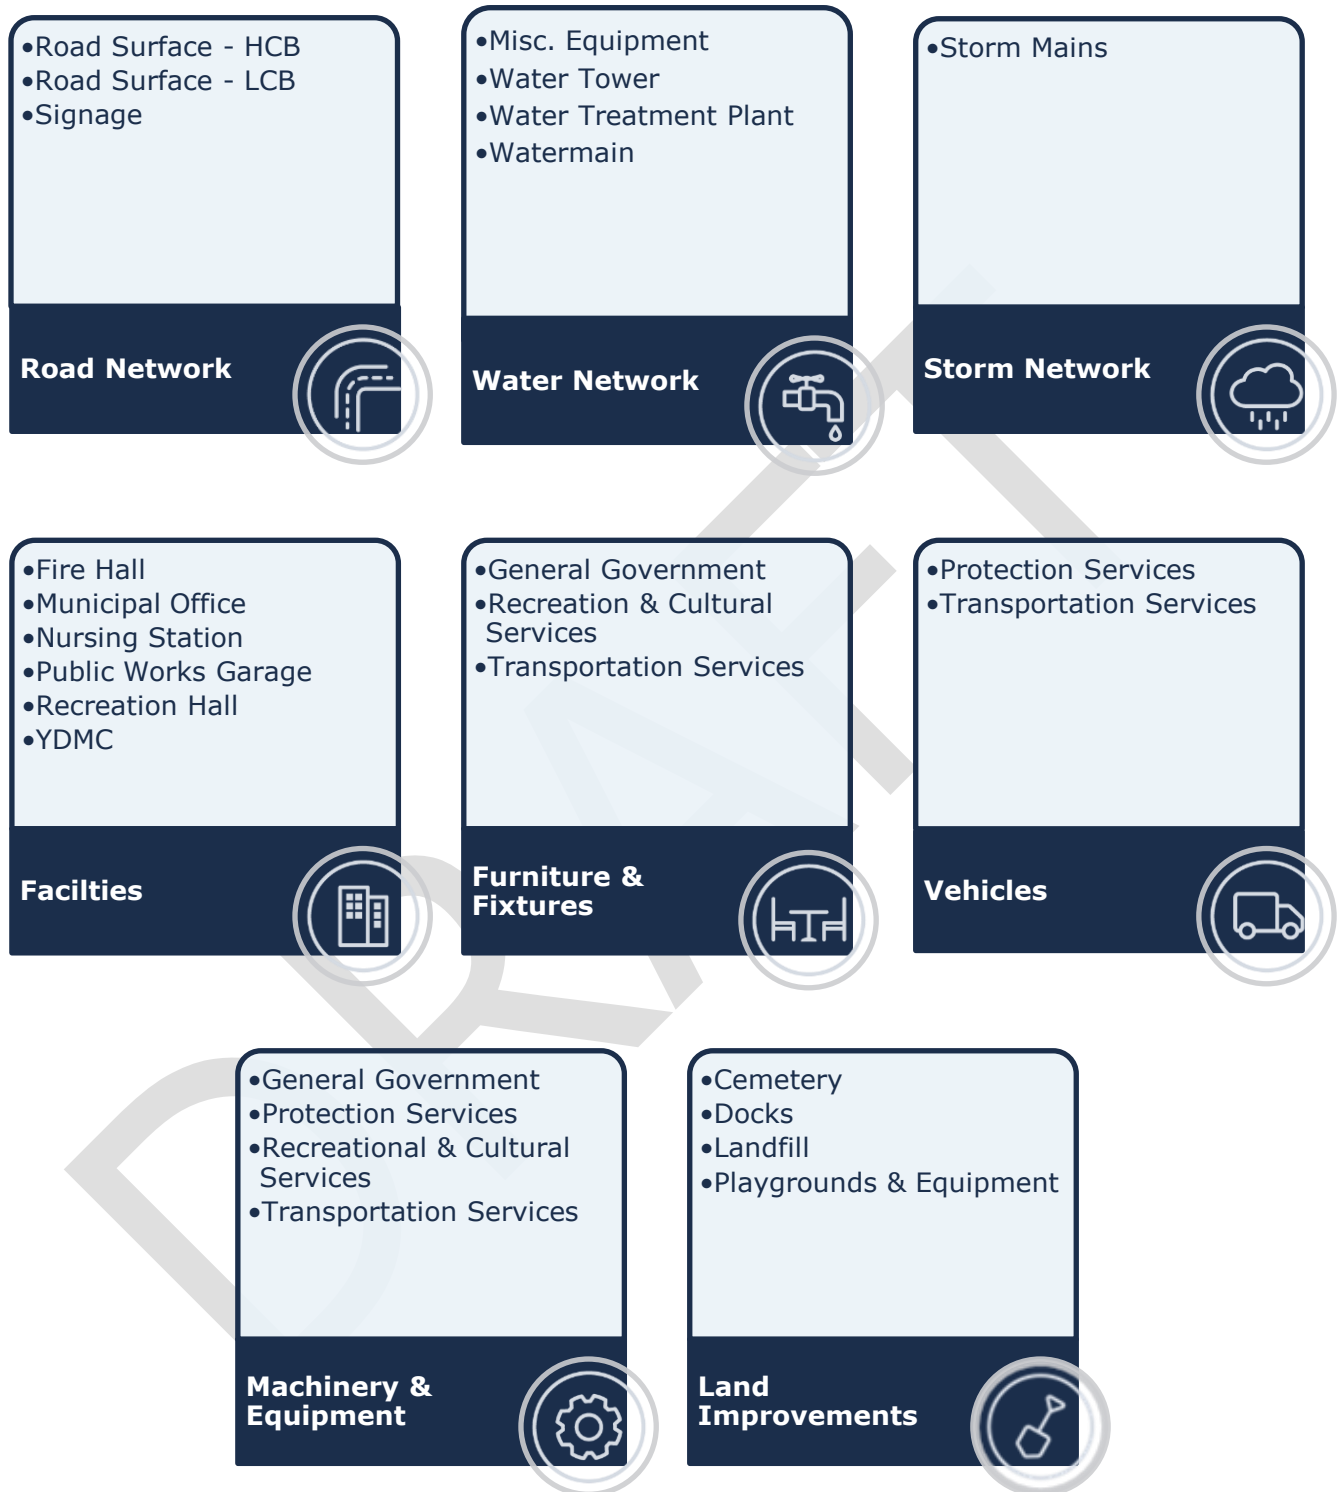 •Road Surface - HCB
•Road Surface - LCB
•Signage
Road Network
•Misc. Equipment
•Water Tower
•Water Treatment Plant
•Watermain
Water Network
•Storm Mains
Storm Network
•Fire Hall
•Municipal Office
•Nursing Station
•Public Works Garage
•Recreation Hall
•YDMC
Facilties
•General Government
•Recreation & Cultural
Services
•Transportation Services
Furniture &
Fixtures
•Protection Services
•Transportation Services
Vehicles
•General Government
•Protection Services
•Recreational & Cultural
Services
•Transportation Services
Machinery &
Equipment
•Cemetery
•Docks
•Landfill
•Playgrounds & Equipment
Land
Improvements
DRAFT